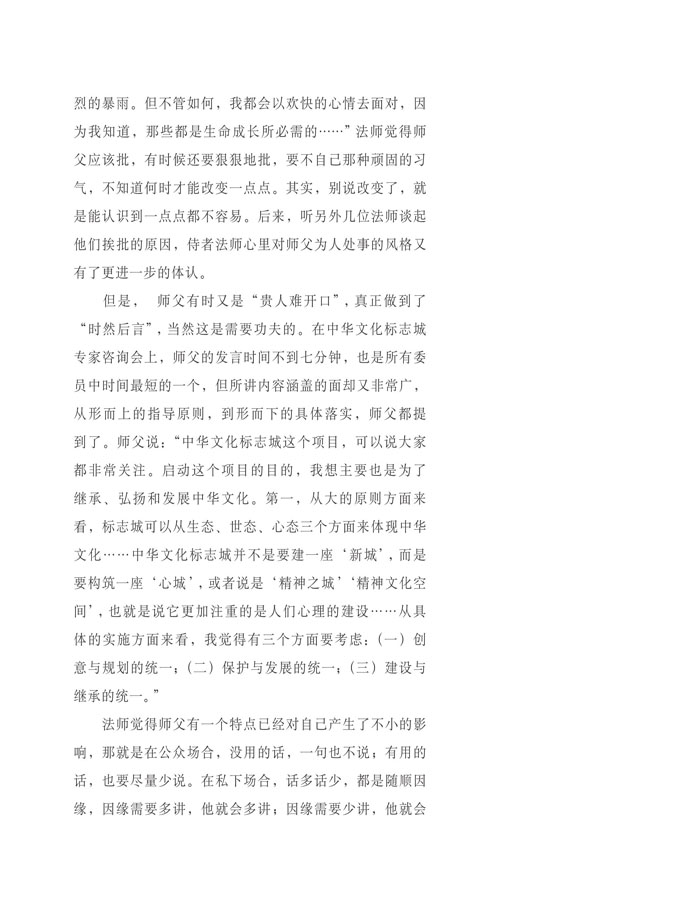 烈的暴雨。但不管如何，我都会以欢快的心情去面对，因
为我知道，那些都是生命成长所必需的……”法师觉得师
父应该批，有时候还要狠狠地批，要不自己那种顽固的习
气，不知道何时才能改变一点点。其实，别说改变了，就
是能认识到一点点都不容易。后来，听另外几位法师谈起
他们挨批的原因，侍者法师心里对师父为人处事的风格又
有了更进一步的体认。
但是，　师父有时又是“贵人难开口”，真正做到了
“时然后言”，当然这是需要功夫的。在中华文化标志城
专家咨询会上，师父的发言时间不到七分钟，也是所有委
员中时间最短的一个，但所讲内容涵盖的面却又非常广，
从形而上的指导原则，到形而下的具体落实，师父都提
到了。师父说：“中华文化标志城这个项目，可以说大家
都非常关注。启动这个项目的目的，我想主要也是为了
继承、弘扬和发展中华文化。第一，从大的原则方面来
看，标志城可以从生态、世态、心态三个方面来体现中华
文化……中华文化标志城并不是要建一座‘新城’，而是
要构筑一座‘心城’，或者说是‘精神之城’‘精神文化空
间’，也就是说它更加注重的是人们心理的建设……从具
体的实施方面来看，我觉得有三个方面要考虑：（一）创
意与规划的统一；（二）保护与发展的统一；（三）建设与
继承的统一。”
法师觉得师父有一个特点已经对自己产生了不小的影
响，那就是在公众场合，没用的话，一句也不说；有用的
话，也要尽量少说。在私下场合，话多话少，都是随顺因
缘，因缘需要多讲，他就会多讲；因缘需要少讲，他就会